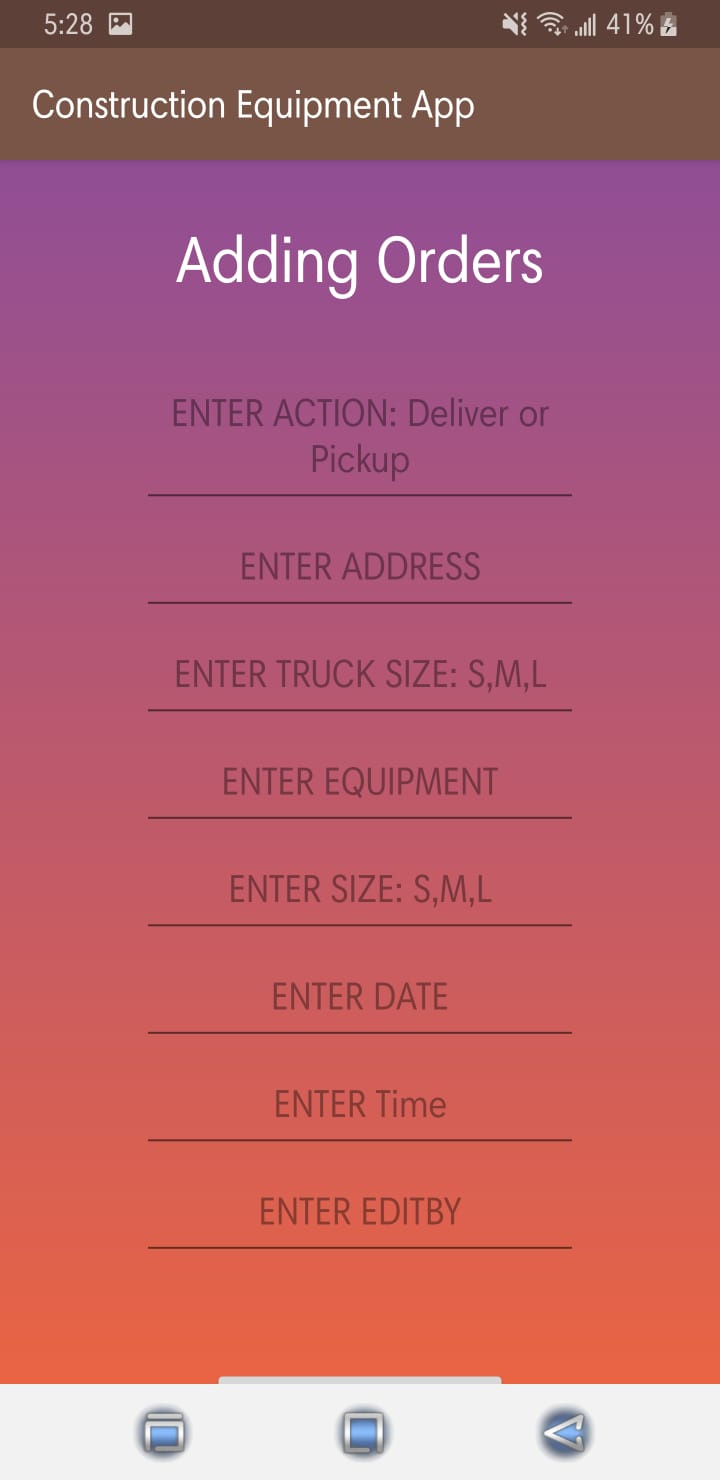 5:28 41%
Construction Equipment App
Adding Orders
ENTER ACTION: Deliver or
Pickup
ENTER ADDRESS
ENTER TRUCK SIZE: S,M,L
ENTER EQUIPMENT
ENTER SIZE: S,M,L
ENTER DATE
ENTER Time
ENTER EDITBY